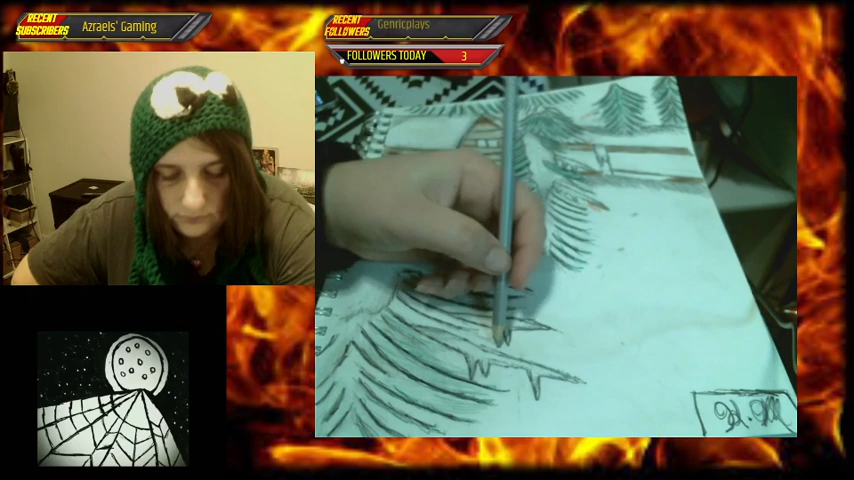 RECENT SUBSCRIBERS Azraels' Gaming
RECENT FOLLOWERS Genricplays
FOLLOWERS TODAY 3